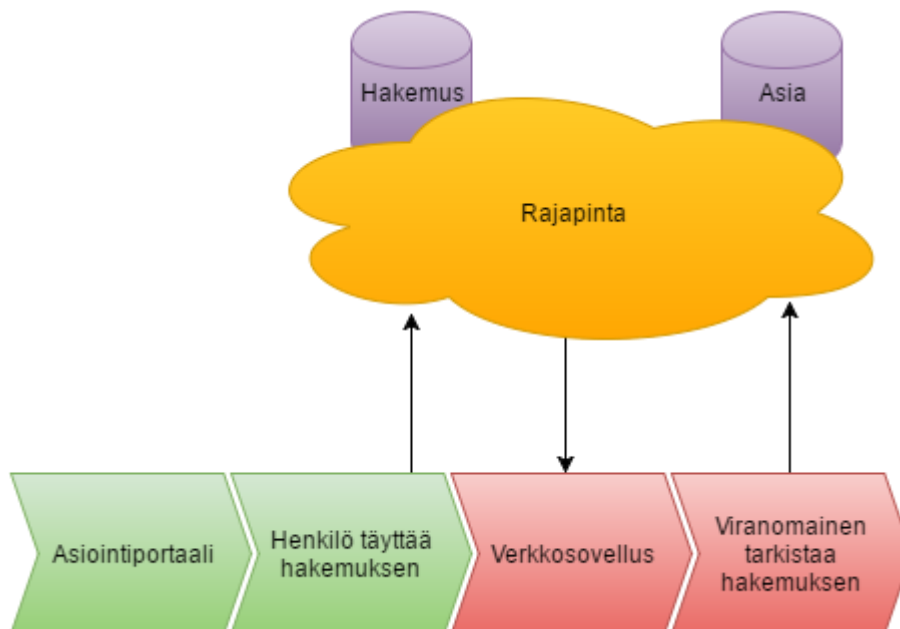 Hakemus
Asia
Rajapinta
Asiointiportaali
Henkilö täyttää
hakemuksen
Verkkosovellus
Viranomainen
tarkistaa
hakemuksen